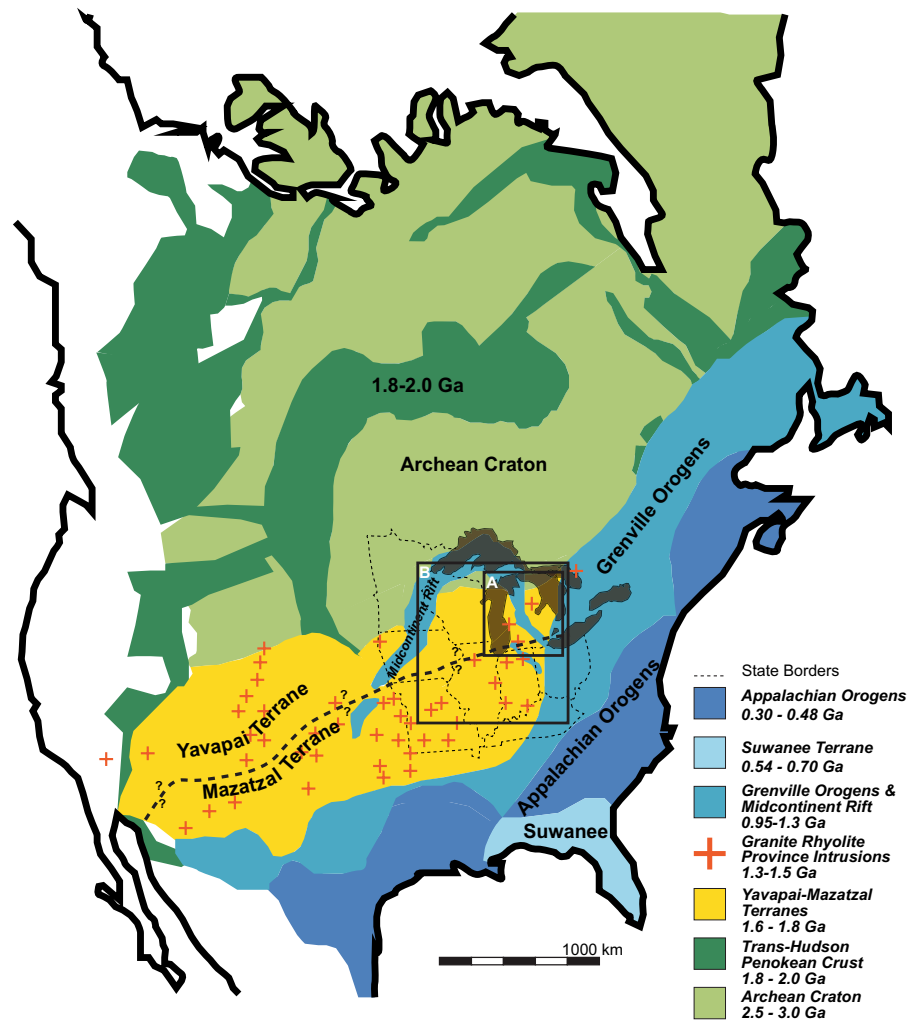 1.8-2.0 Ga
Archean Craton
Grenville Orogens
B
A
Midcontinent Rift
?
?
?
?
Yavapai Terrane
Mazatzal Terrane
?
?
Appalachian Orogens
Suwanee
1000 km
State Borders
Appalachian Orogens
0.30 - 0.48 Ga
Suwanee Terrane
0.54 - 0.70 Ga
Grenville Orogens &
Midcontinent Rift
0.95-1.3 Ga
Granite Rhyolite
Province Intrusions
1.3-1.5 Ga
Yavapai-Mazatzal
Terranes
1.6 - 1.8 Ga
Trans-Hudson
Penokean Crust
1.8 - 2.0 Ga
Archean Craton
2.5 - 3.0 Ga